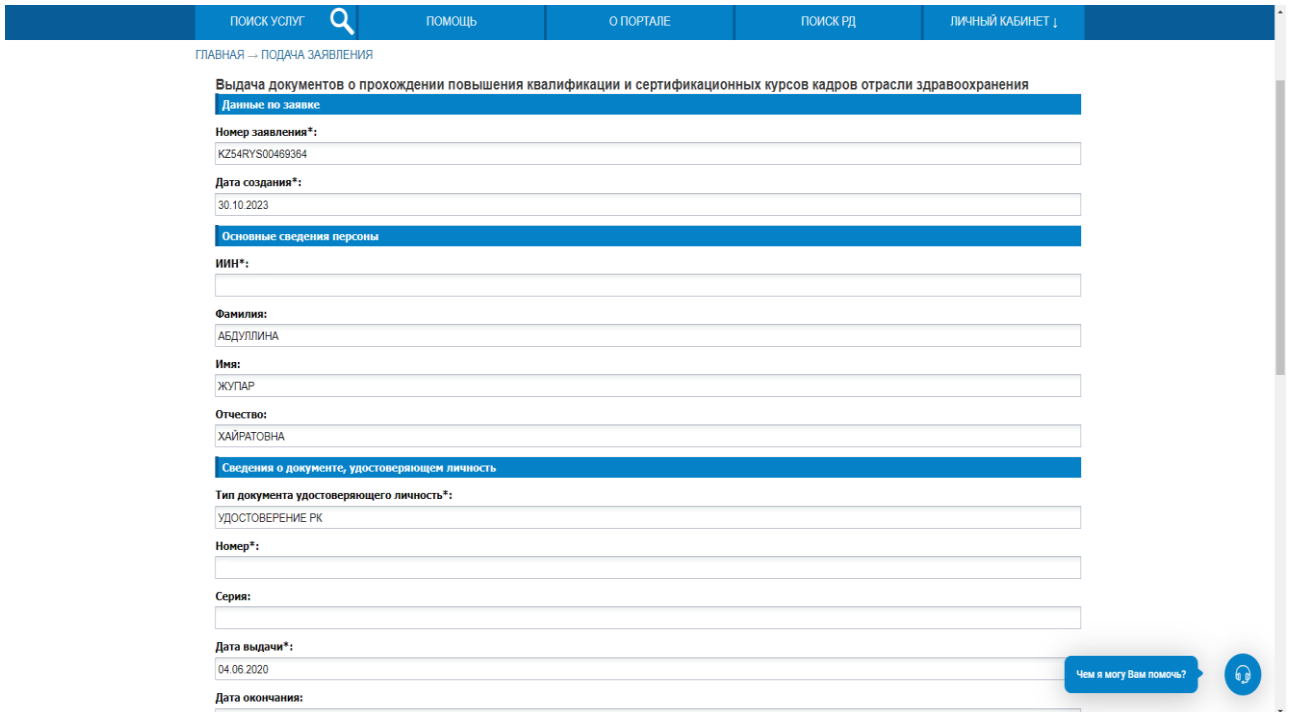 ПОИСК УСЛУГ ПОМОЩЬ О ПОРТАЛЕ ПОИСК РД ЛИЧНЫЙ КАБИНЕТ ↓
ГЛАВНАЯ → ПОДАЧА ЗАЯВЛЕНИЯ
Выдача документов о прохождении повышения квалификации и сертификационных курсов кадров отрасли здравоохранения
Данные по заявке
Номер заявления*:
KZ54RYS00469364
Дата создания*:
30.10.2023
Основные сведения персоны
ИИН*:
Фамилия:
АБДУЛЛИНА
Имя:
ЖУПАР
Отчество:
ХАЙРАТОВНА
Сведения о документе, удостоверяющем личность
Тип документа удостоверяющего личность*:
УДОСТОВЕРЕНИЕ РК
Номер*:
Серия:
Дата выдачи*:
04.06.2020
Чем я могу Вам помочь?
Дата окончания: